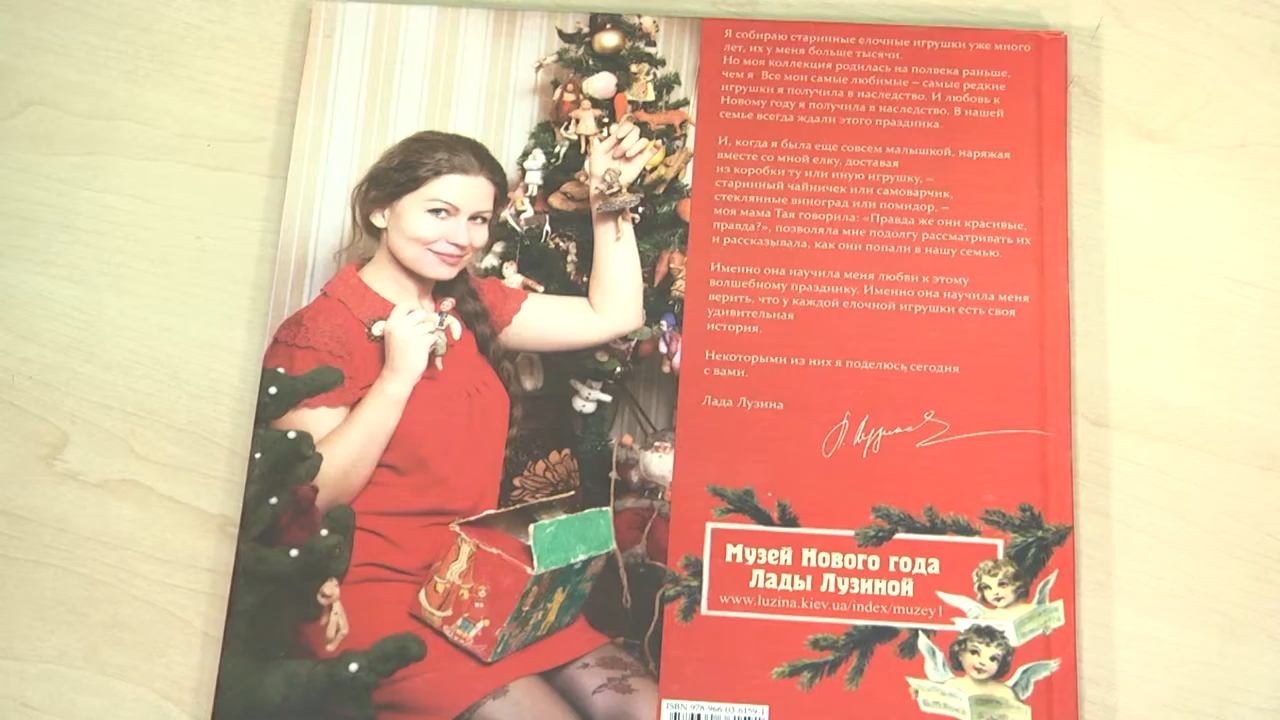 Я собираю старинные елочные игрушки уже много
лет, их у меня больше тысячи.
Но моя коллекция родилась на полвека раньше,
чем я Все мои самые любимые – самые редкие
игрушки я получила в наследство. И любовь к
Новому году я получила в наследство. В нашей
семье всегда ждали этого праздника.
И, когда я была еще совсем малышкой, наряжая
вместе со мной елку, доставая
из коробки ту или иную игрушку, –
старинный чайничек или самоварчик,
стеклянные виноград или помидор, –
моя мама Тая говорила: «Правда же они красивые,
правда?», позволяла мне подолгу рассматривать их
и рассказывала, как они попали в нашу семью.
Именно она научила меня любви к этому
волшебному празднику. Именно она научила меня
верить, что у каждой елочной игрушки есть своя
удивительная
история.
Некоторыми из них я поделюсь сегодня
с вами.
Лада Лузина
Музей Нового года
Лады Лузиной
www.luzina.kiev.ua/index/muzey1
ISBN 978-966-03-6159-1